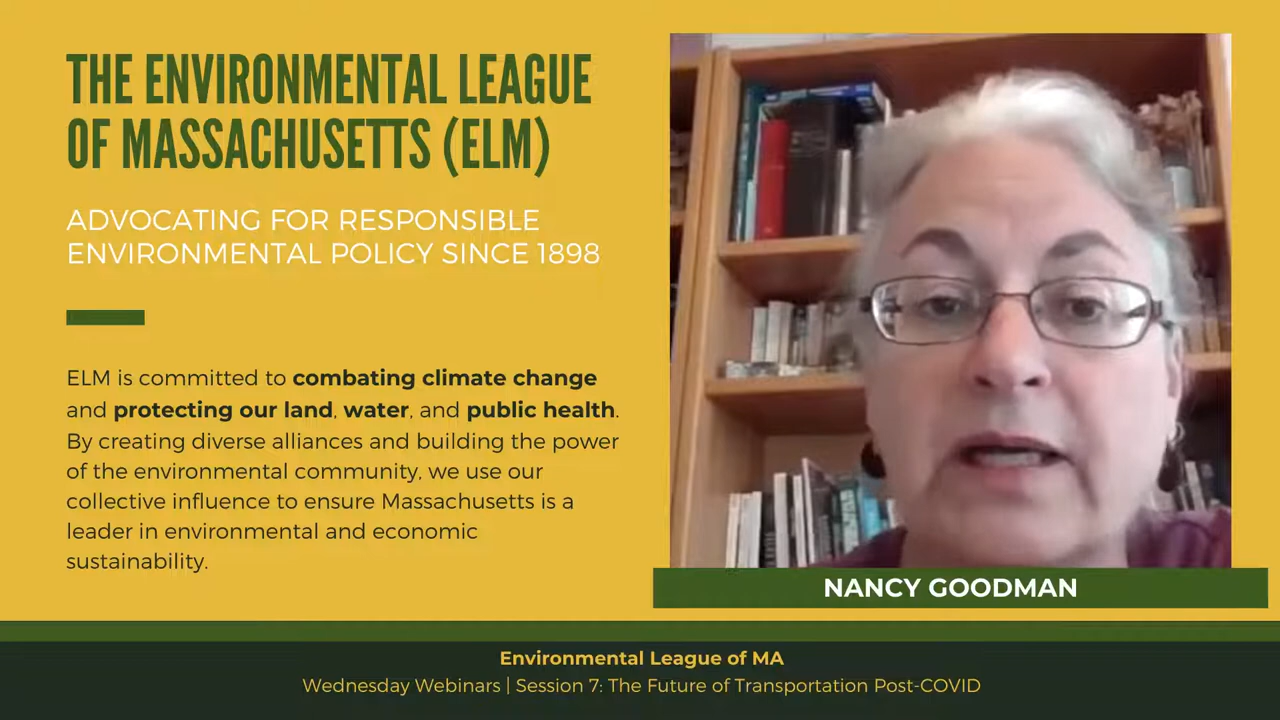 THE ENVIRONMENTAL LEAGUE
OF MASSACHUSETTS (ELM)
ADVOCATING FOR RESPONSIBLE
ENVIRONMENTAL POLICY SINCE 1898
ELM is committed to combating climate change
and protecting our land, water, and public health.
By creating diverse alliances and building the power
of the environmental community, we use our
collective influence to ensure Massachusetts is a
leader in environmental and economic
sustainability.
NANCY GOODMAN
Environmental League of MA
Wednesday Webinars | Session 7: The Future of Transportation Post-COVID